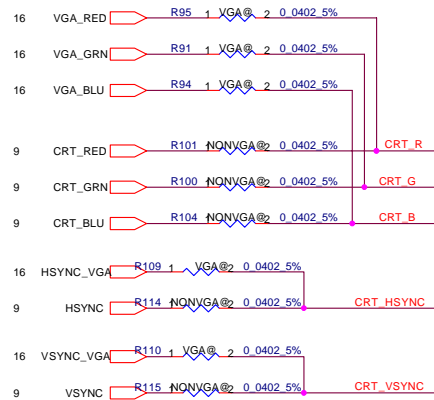 16 VGA_RED R95 1 VGA@ 2 0_0402_5%
16 VGA_GRN R91 1 VGA@ 2 0_0402_5%
16 VGA_BLU R94 1 VGA@ 2 0_0402_5%
9 CRT_RED R101 1 NONVGA@ 2 0_0402_5% CRT_R
9 CRT_GRN R100 1 NONVGA@ 2 0_0402_5% CRT_G
9 CRT_BLU R104 1 NONVGA@ 2 0_0402_5% CRT_B
16 HSYNC_VGA R109 1 VGA@ 2 0_0402_5%
9 HSYNC R114 1 NONVGA@ 2 0_0402_5% CRT_HSYNC
16 VSYNC_VGA R110 1 VGA@ 2 0_0402_5%
9 VSYNC R115 1 NONVGA@ 2 0_0402_5% CRT_VSYNC